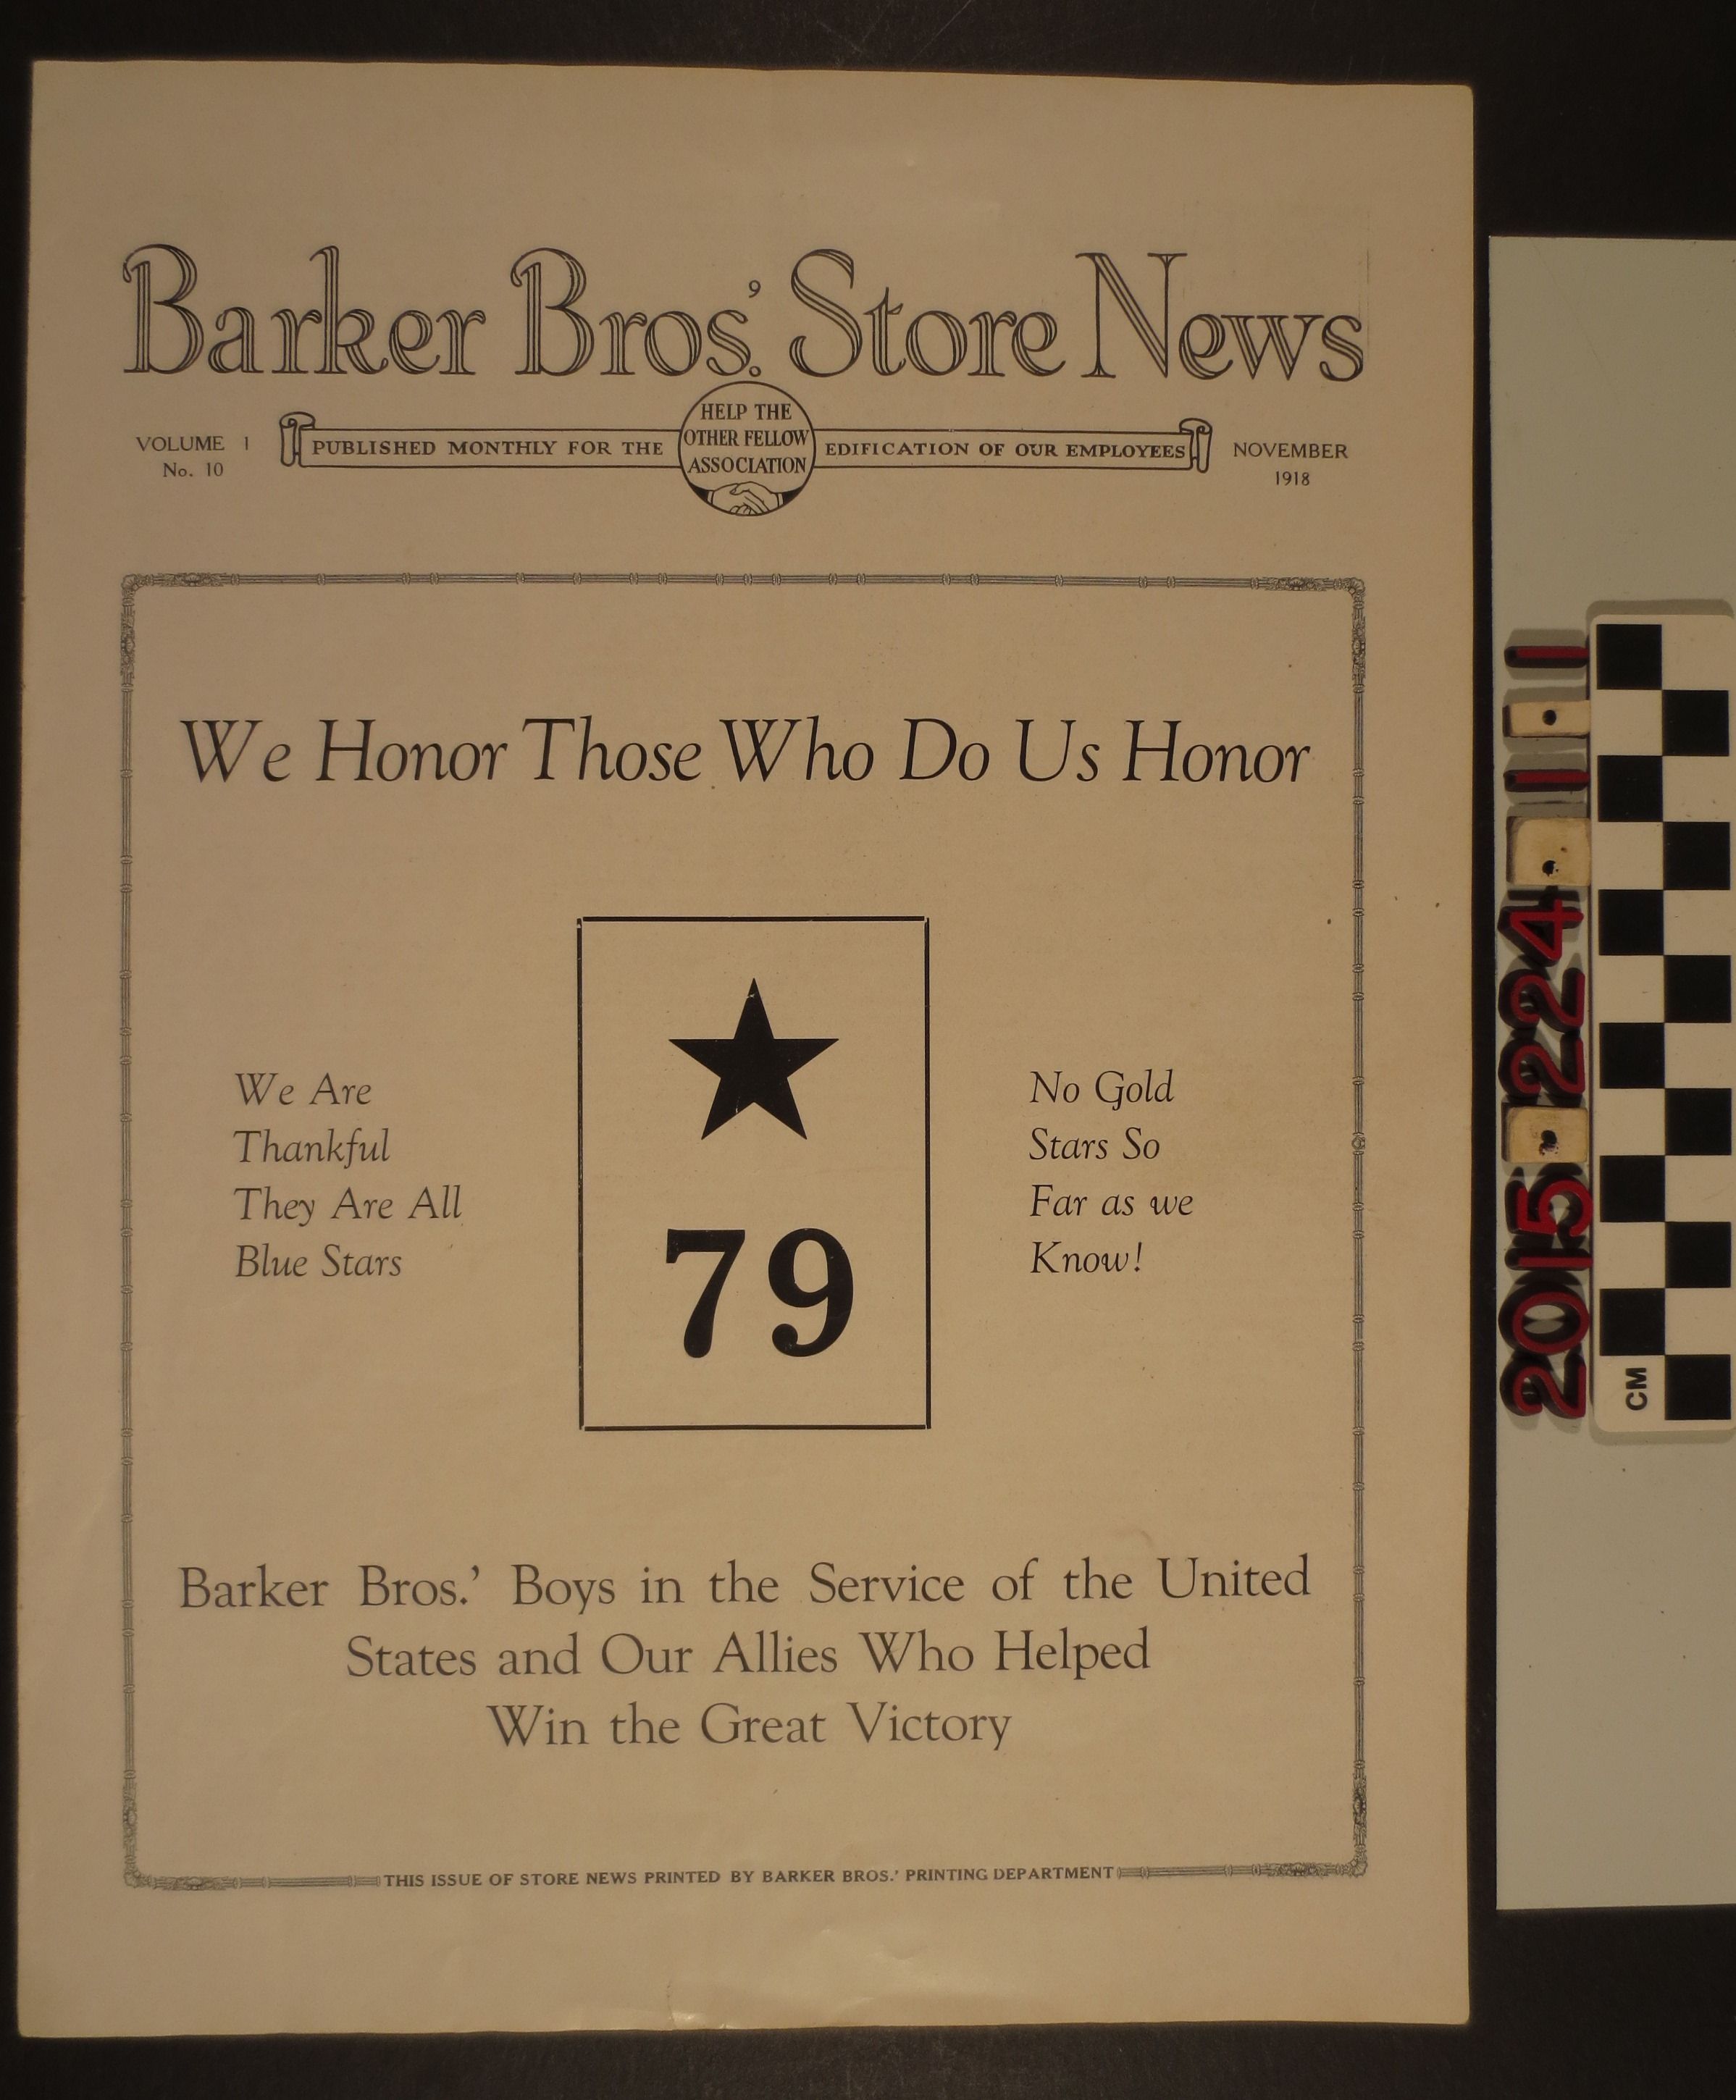 Barker Bros.' Store News
VOLUME 1
No. 10
PUBLISHED MONTHLY FOR THE
HELP THE
OTHER FELLOW
ASSOCIATION
EDIFICATION OF OUR EMPLOYEES
NOVEMBER
1918
We Honor Those Who Do Us Honor
We Are
Thankful
They Are All
Blue Stars
79
No Gold
Stars So
Far as we
Know!
Barker Bros.' Boys in the Service of the United
States and Our Allies Who Helped
Win the Great Victory
THIS ISSUE OF STORE NEWS PRINTED BY BARKER BROS.' PRINTING DEPARTMENT
2015.224.1.1
CM